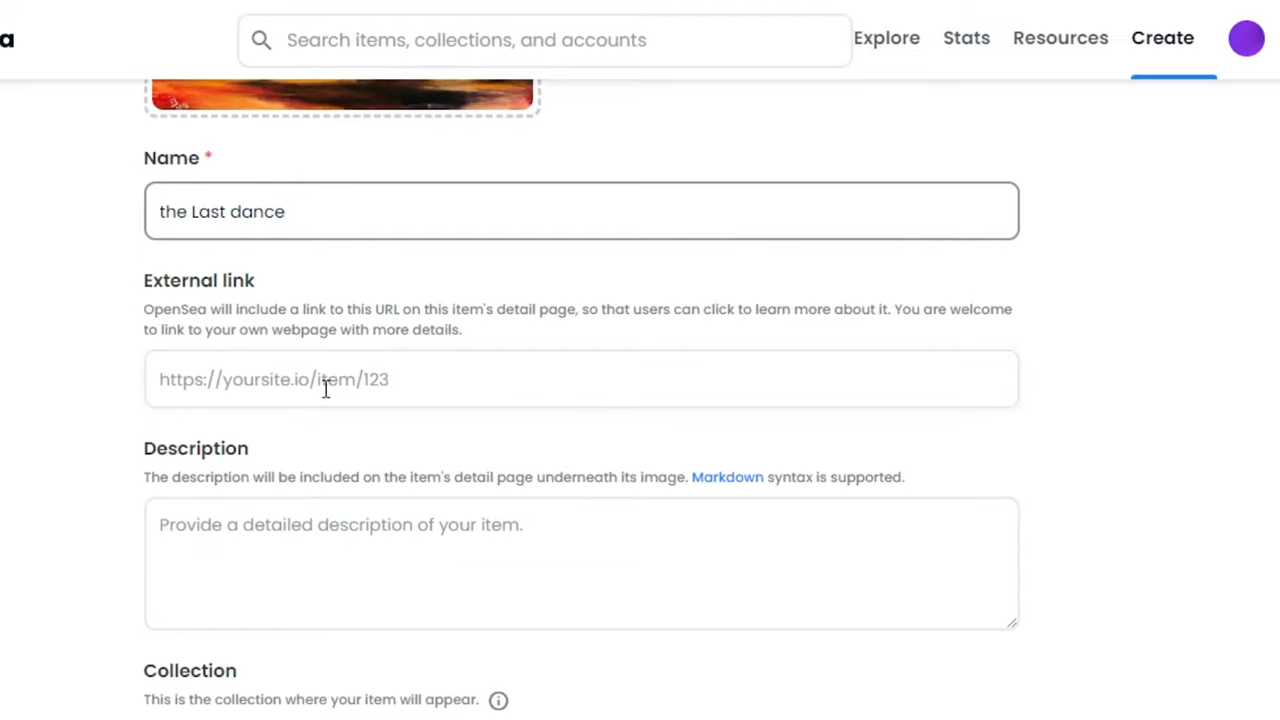 a
Search items, collections, and accounts
Explore
Stats
Resources
Create
Name *
the Last dance
External link
OpenSea will include a link to this URL on this item's detail page, so that users can click to learn more about it. You are welcome
to link to your own webpage with more details.
https://yoursite.io/item/123
Description
The description will be included on the item's detail page underneath its image. Markdown syntax is supported.
Provide a detailed description of your item.
Collection
This is the collection where your item will appear.